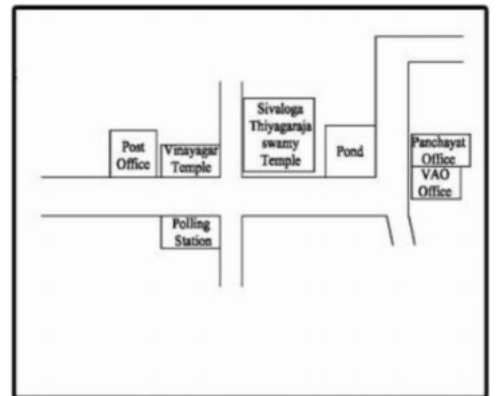 Sivaloga
Thiyagaraja
swamy
Temple
Post
Office
Vinayagar
Temple
Pond
Panchayat
Office
VAO
Office
Polling
Station